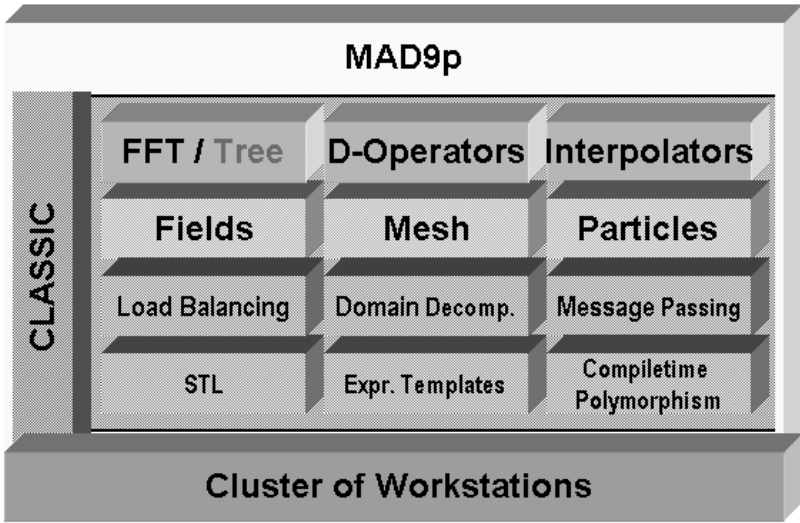 MAD9p
CLASSIC
FFT / Tree
D-Operators
Interpolators
Fields
Mesh
Particles
Load Balancing
Domain Decomp.
Message Passing
STL
Expr. Templates
Compiletime
Polymorphism
Cluster of Workstations